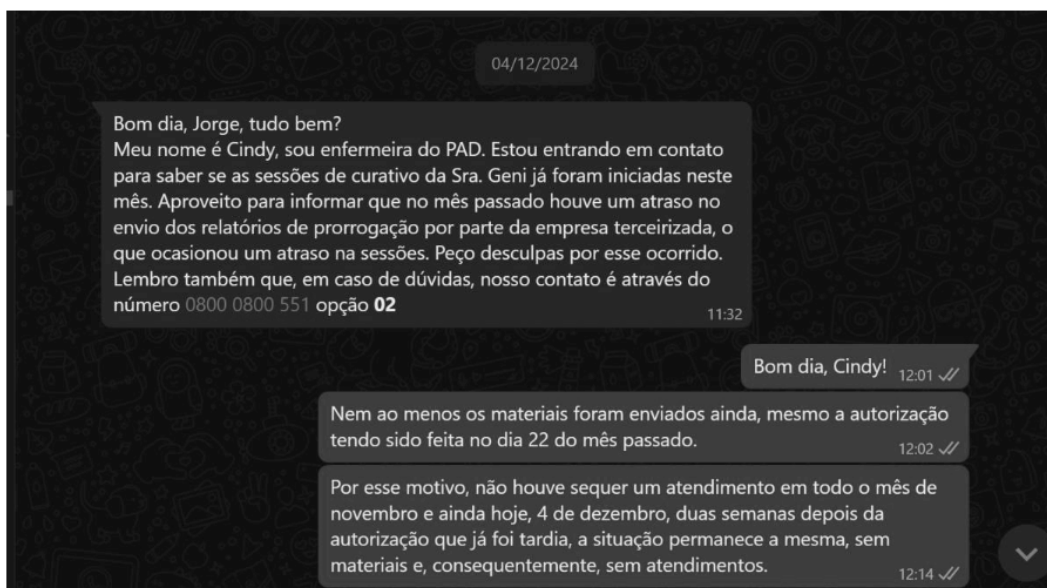 04/12/2024
Bom dia, Jorge, tudo bem?
Meu nome é Cindy, sou enfermeira do PAD. Estou entrando em contato
para saber se as sessões de curativo da Sra. Geni já foram iniciadas neste
mês. Aproveito para informar que no mês passado houve um atraso no
envio dos relatórios de prorrogação por parte da empresa terceirizada, o
que ocasionou um atraso na sessões. Peço desculpas por esse ocorrido.
Lembro também que, em caso de dúvidas, nosso contato é através do
número 0800 0800 551 opção 02
11:32
Bom dia, Cindy! 12:01
Nem ao menos os materiais foram enviados ainda, mesmo a autorização
tendo sido feita no dia 22 do mês passado.
12:02
Por esse motivo, não houve sequer um atendimento em todo o mês de
novembro e ainda hoje, 4 de dezembro, duas semanas depois da
autorização que já foi tardia, a situação permanece a mesma, sem
materiais e, consequentemente, sem atendimentos.
12:14